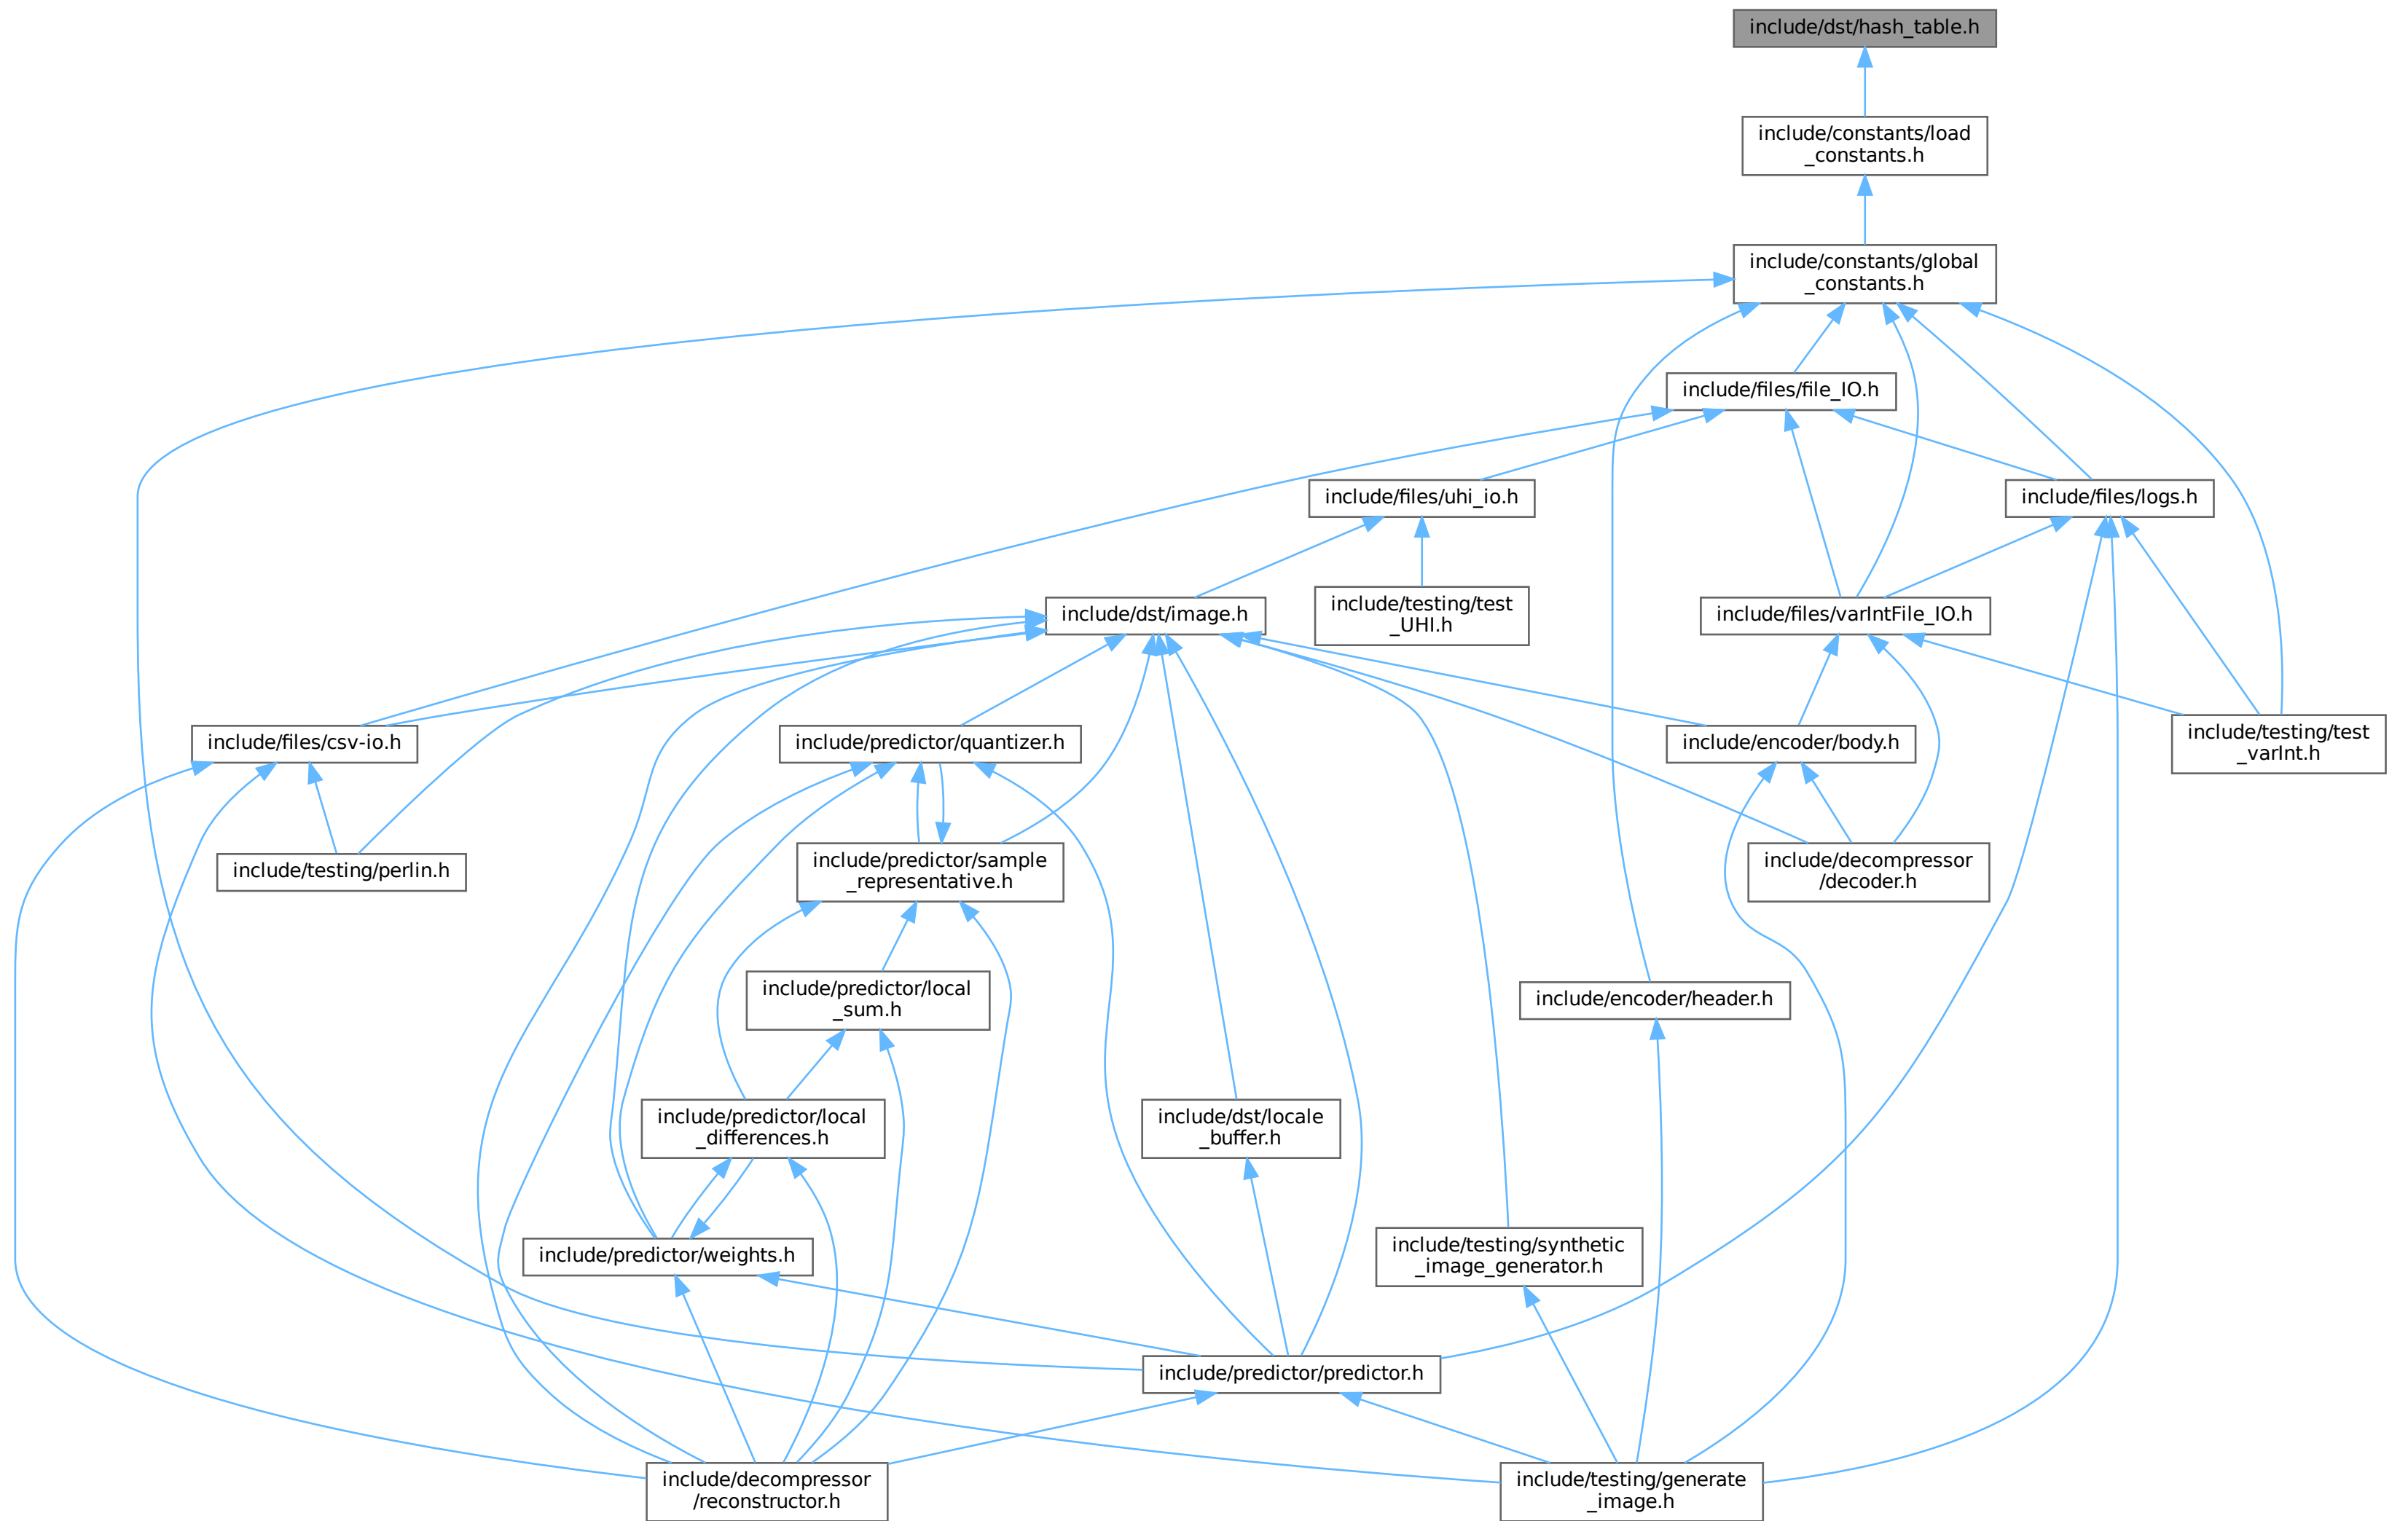 include/dst/hash_table.h
include/constants/load
_constants.h
include/constants/global
_constants.h
include/files/file_IO.h
include/files/uhi_io.h
include/files/logs.h
include/dst/image.h
include/testing/test
_UHI.h
include/files/varIntFile_IO.h
include/files/csv-io.h
include/predictor/quantizer.h
include/encoder/body.h
include/testing/test
_varInt.h
include/testing/perlin.h
include/predictor/sample
_representative.h
include/decompressor
/decoder.h
include/predictor/local
_sum.h
include/encoder/header.h
include/predictor/local
_differences.h
include/dst/locale
_buffer.h
include/predictor/weights.h
include/testing/synthetic
_image_generator.h
include/predictor/predictor.h
include/decompressor
/reconstructor.h
include/testing/generate
_image.h